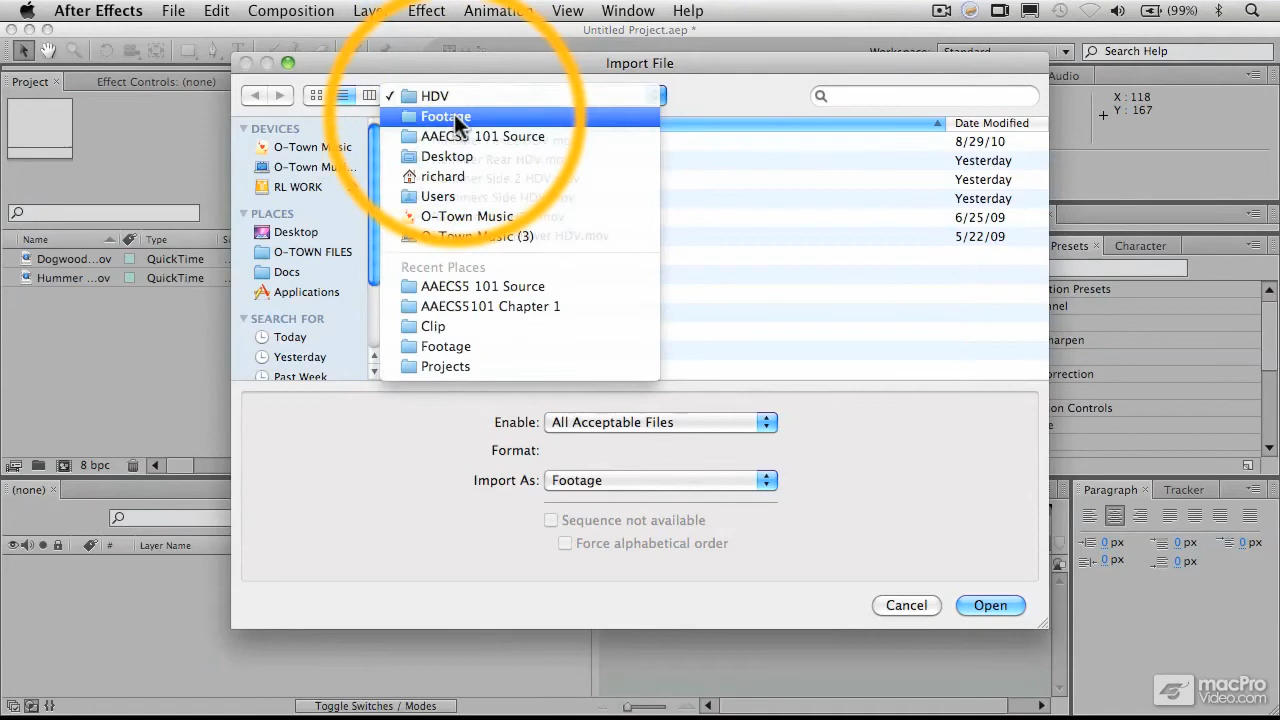 After Effects File Edit Composition Layer Effect Animation View Window Help (99%)
Untitled Project.aep *
Workspace: Standard Search Help
Import File
Project Effect Controls: (none) Audio
X : 118
Y : 167
HDV
Footage
AAECS5 101 Source
Desktop
richard
Users
O-Town Music
O-Town Music (3)
Recent Places
AAECS5 101 Source
AAECS5101 Chapter 1
Clip
Footage
Projects
DEVICES
O-Town Music
O-Town Mu...
RL WORK
PLACES
Desktop
O-TOWN FILES
Docs
Applications
SEARCH FOR
Today
Yesterday
Past Week
Date Modified
8/29/10
Yesterday
Yesterday
Yesterday
6/25/09
5/22/09
Name Type S
Dogwood...ov QuickTime
Hummer ...ov QuickTime
Presets Character
8 bpc
Enable: All Acceptable Files
Format:
Import As: Footage
Sequence not available
Force alphabetical order
Cancel Open
(none)
# Layer Name
Toggle Switches / Modes
Paragraph Tracker
0 px 0 px 0 px
0 px 0 px
macPro
Video.com